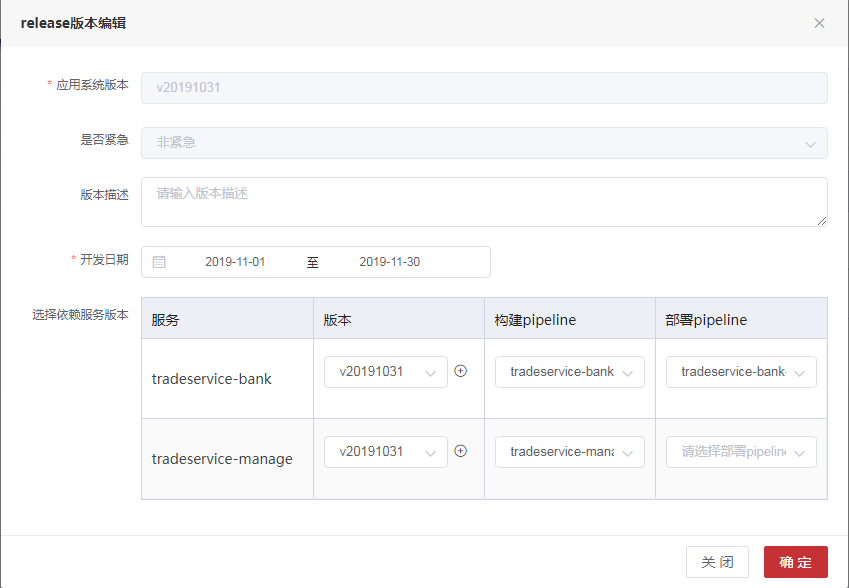 release版本编辑
* 应用系统版本 v20191031
是否紧急 非紧急
版本描述 请输入版本描述
* 开发日期 2019-11-01 至 2019-11-30
选择依赖服务版本 服务 版本 构建pipeline 部署pipeline
tradeservice-bank v20191031 tradeservice-bank tradeservice-bank-
tradeservice-manage v20191031 tradeservice-mana 请选择部署pipeline
关 闭 确 定